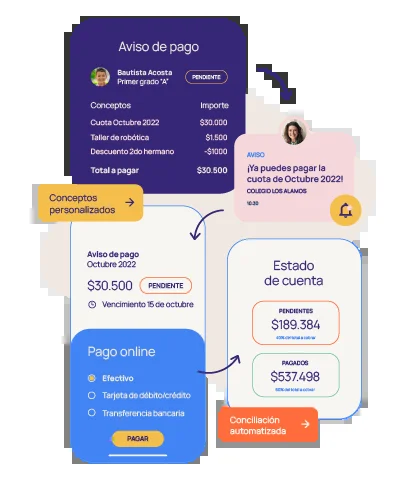 Aviso de pago
Bautista Acosta
Primer grado "A"
PENDIENTE
Conceptos Importe
Cuota Octubre 2022 $30.000
Taller de robótica $1.500
Descuento 2do hermano -$1000
Total a pagar $30.500
AVISO
¡Ya puedes pagar la
cuota de Octubre 2022!
COLEGIO LOS ALAMOS
10:20
Conceptos
personalizados
Aviso de pago
Octubre 2022
$30.500 PENDIENTE
Vencimiento 15 de octubre
Pago online
Efectivo
Tarjeta de débito/crédito
Transferencia bancaria
PAGAR
Estado
de cuenta
PENDIENTES
$189.384
PAGADOS
$537.498
Conciliación
automatizada